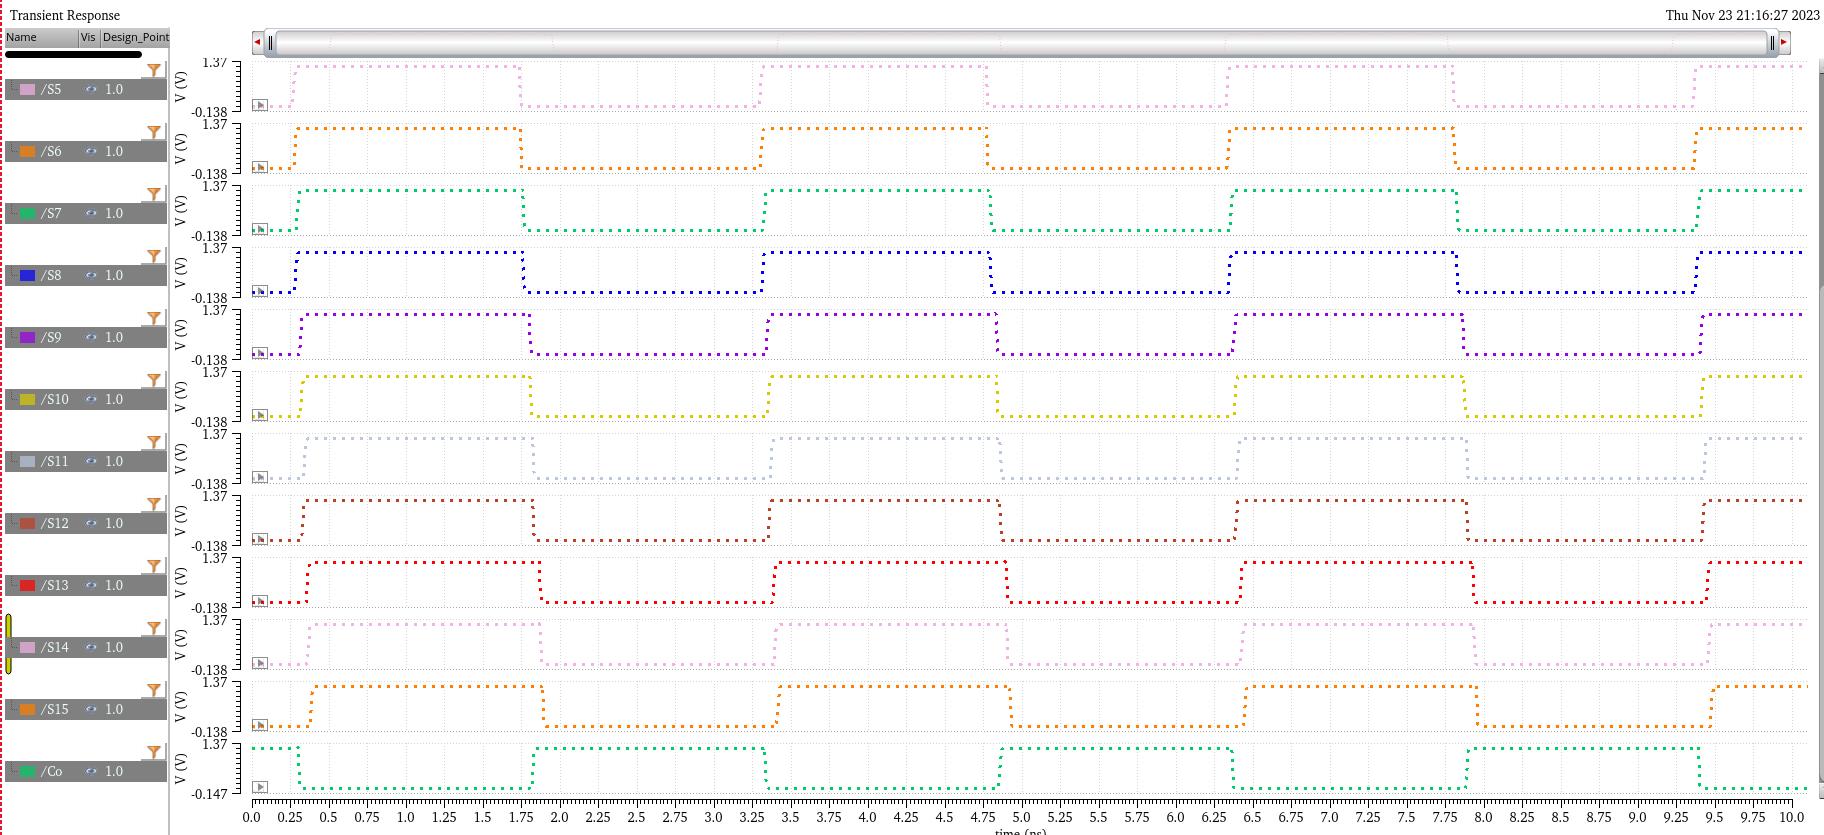 Transient Response
Thu Nov 23 21:16:27 2023
Name Vis Design_Point
1.37
V (V)
/S5 1.0
-0.138
1.37
V (V)
/S6 1.0
-0.138
1.37
V (V)
/S7 1.0
-0.138
1.37
V (V)
/S8 1.0
-0.138
1.37
V (V)
/S9 1.0
-0.138
1.37
V (V)
/S10 1.0
-0.138
1.37
V (V)
/S11 1.0
-0.138
1.37
V (V)
/S12 1.0
-0.138
1.37
V (V)
/S13 1.0
-0.138
1.37
V (V)
/S14 1.0
-0.138
1.37
V (V)
/S15 1.0
-0.138
1.37
V (V)
/Co 1.0
-0.147
0.0 0.25 0.5 0.75 1.0 1.25 1.5 1.75 2.0 2.25 2.5 2.75 3.0 3.25 3.5 3.75 4.0 4.25 4.5 4.75 5.0 5.25 5.5 5.75 6.0 6.25 6.5 6.75 7.0 7.25 7.5 7.75 8.0 8.25 8.5 8.75 9.0 9.25 9.5 9.75 10.0
time (ns)